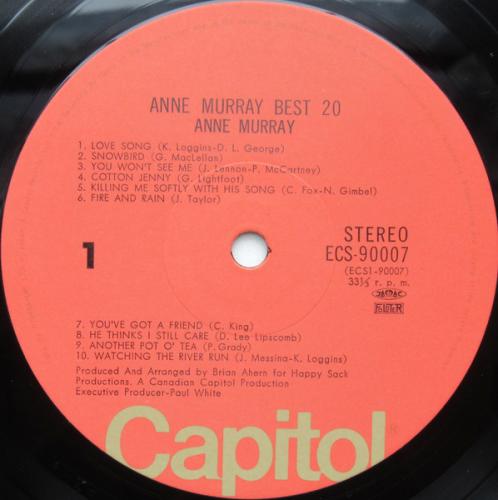 ANNE MURRAY BEST 20
ANNE MURRAY
1. LOVE SONG (K. Loggins-D. L. George)
2. SNOWBIRD (G. MacLellan)
3. YOU WON'T SEE ME (J. Lennon-P. McCartney)
4. COTTON JENNY (G. Lightfoot)
5. KILLING ME SOFTLY WITH HIS SONG (C. Fox-N. Gimbel)
6. FIRE AND RAIN (J. Taylor)
1
STEREO
ECS-90007
(ECS1-90007)
33⅓ r. p. m.
JASRAC
7. YOU'VE GOT A FRIEND (C. King)
8. HE THINKS I STILL CARE (D. Lee Lipscomb)
9. ANOTHER POT O' TEA (P.Grady)
10. WATCHING THE RIVER RUN (J. Messina-K. Loggins)
Produced And Arranged by Brian Ahern for Happy Sack
Productions. A Canadian Capitol Production
Executive Producer-Paul White
Capitol